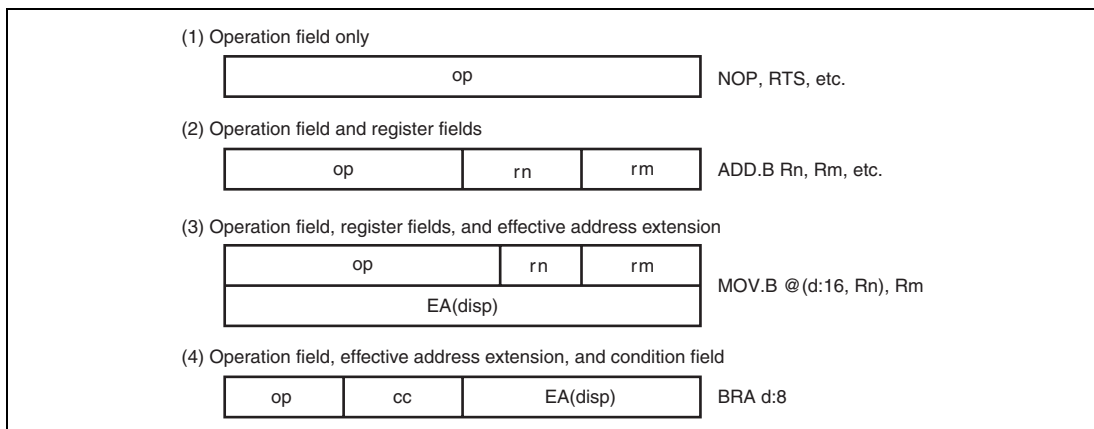 (1) Operation field only
op
NOP, RTS, etc.
(2) Operation field and register fields
op rn rm
ADD.B Rn, Rm, etc.
(3) Operation field, register fields, and effective address extension
op rn rm
EA(disp)
MOV.B @(d:16, Rn), Rm
(4) Operation field, effective address extension, and condition field
op cc EA(disp)
BRA d:8